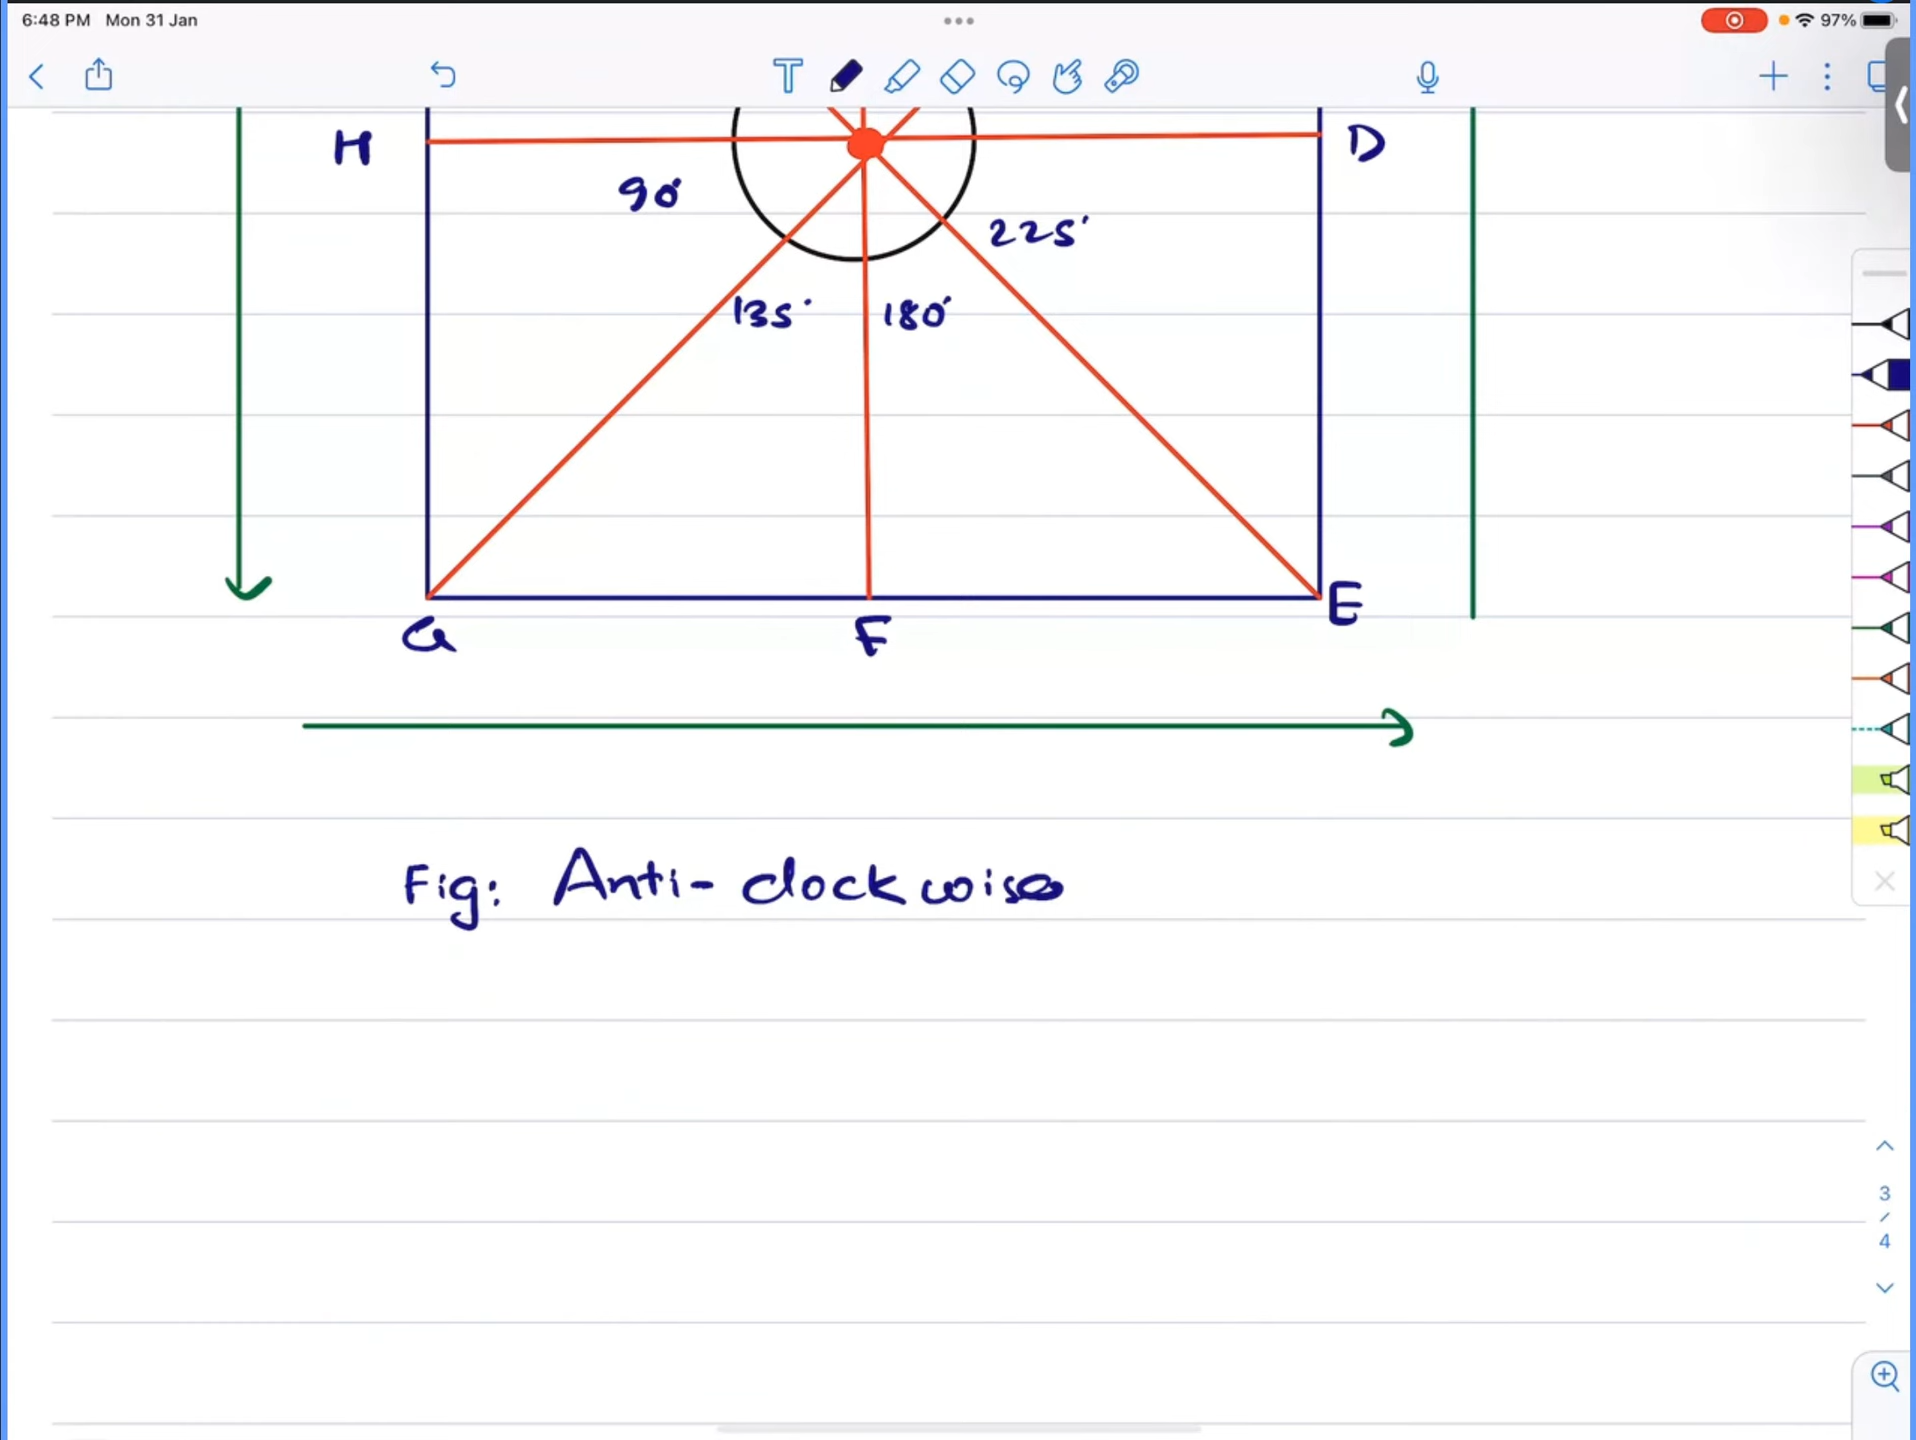 6:48 PM Mon 31 Jan
97%
T
H
D
90°
225°
135°
180°
G
F
E
Fig: Anti-clockwise
3
/
4